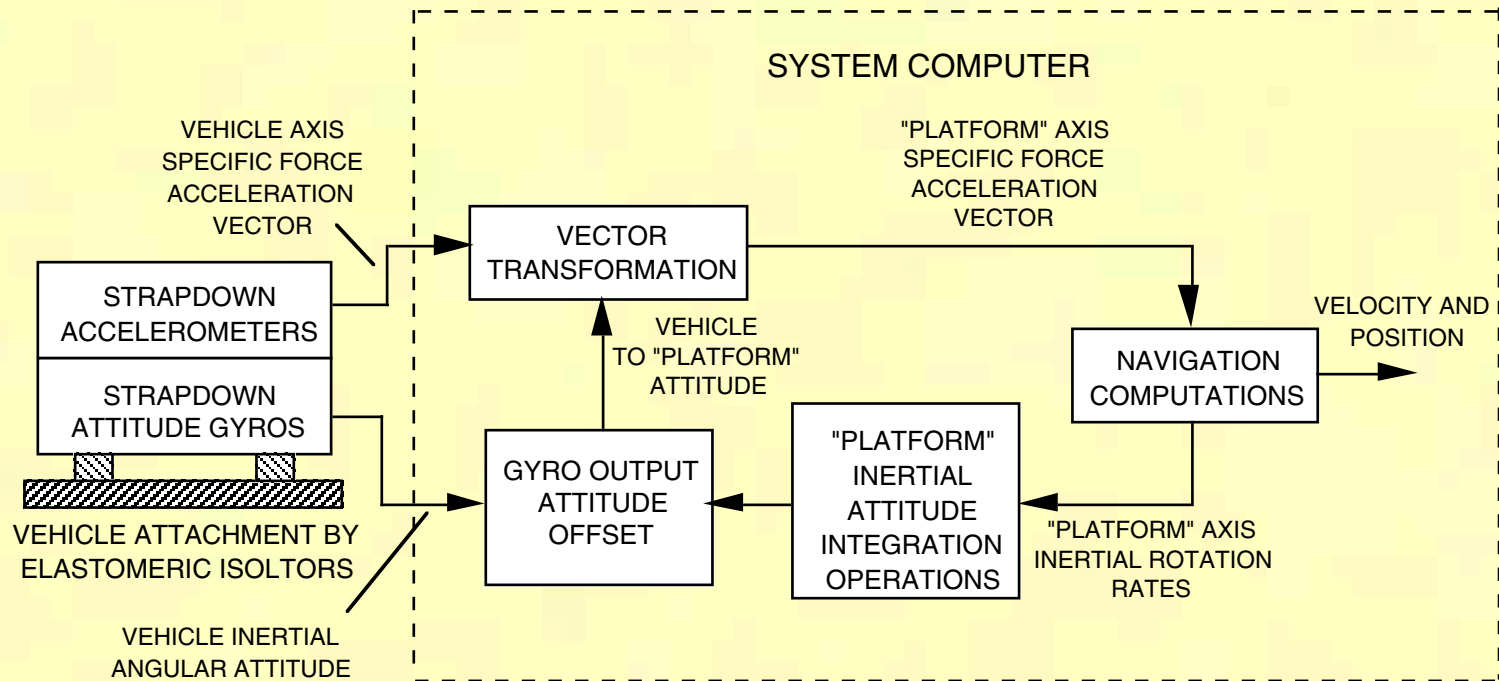 SYSTEM COMPUTER
VEHICLE AXIS
SPECIFIC FORCE
ACCELERATION
VECTOR
"PLATFORM" AXIS
SPECIFIC FORCE
ACCELERATION
VECTOR
VECTOR
TRANSFORMATION
STRAPDOWN
ACCELEROMETERS
VEHICLE
TO "PLATFORM"
ATTITUDE
VELOCITY AND
POSITION
NAVIGATION
COMPUTATIONS
STRAPDOWN
ATTITUDE GYROS
GYRO OUTPUT
ATTITUDE
OFFSET
"PLATFORM"
INERTIAL
ATTITUDE
INTEGRATION
OPERATIONS
"PLATFORM" AXIS
INERTIAL ROTATION
RATES
VEHICLE ATTACHMENT BY
ELASTOMERIC ISOLTORS
VEHICLE INERTIAL
ANGULAR ATTITUDE